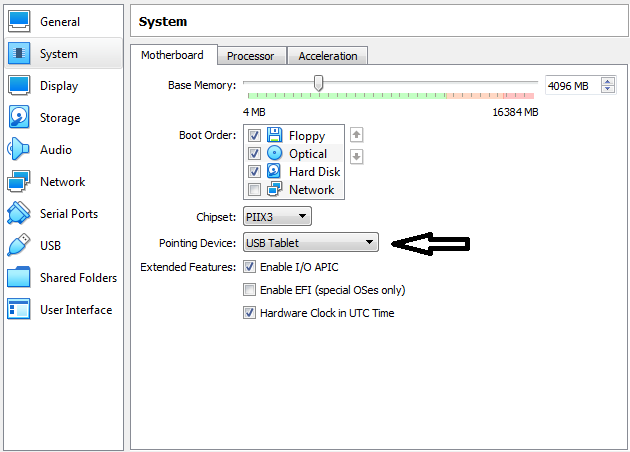 General
System
Display
Storage
Audio
Network
Serial Ports
USB
Shared Folders
User Interface
System
Motherboard Processor Acceleration
Base Memory: 4096 MB
4 MB 16384 MB
Boot Order: Floppy
Optical
Hard Disk
Network
Chipset: PIIX3
Pointing Device: USB Tablet
Extended Features: Enable I/O APIC
Enable EFI (special OSes only)
Hardware Clock in UTC Time